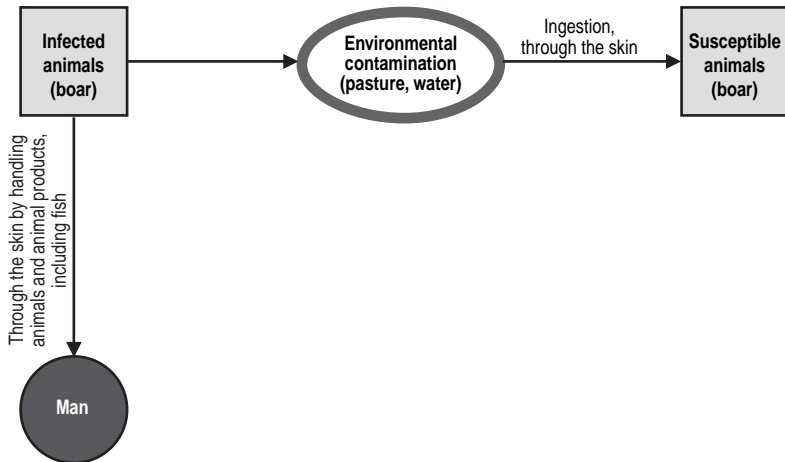 Infected
animals
(boar)
Environmental
contamination
(pasture, water)
Ingestion,
through the skin
Susceptible
animals
(boar)
Through the skin by handling
animals and animal products,
including fish
Man